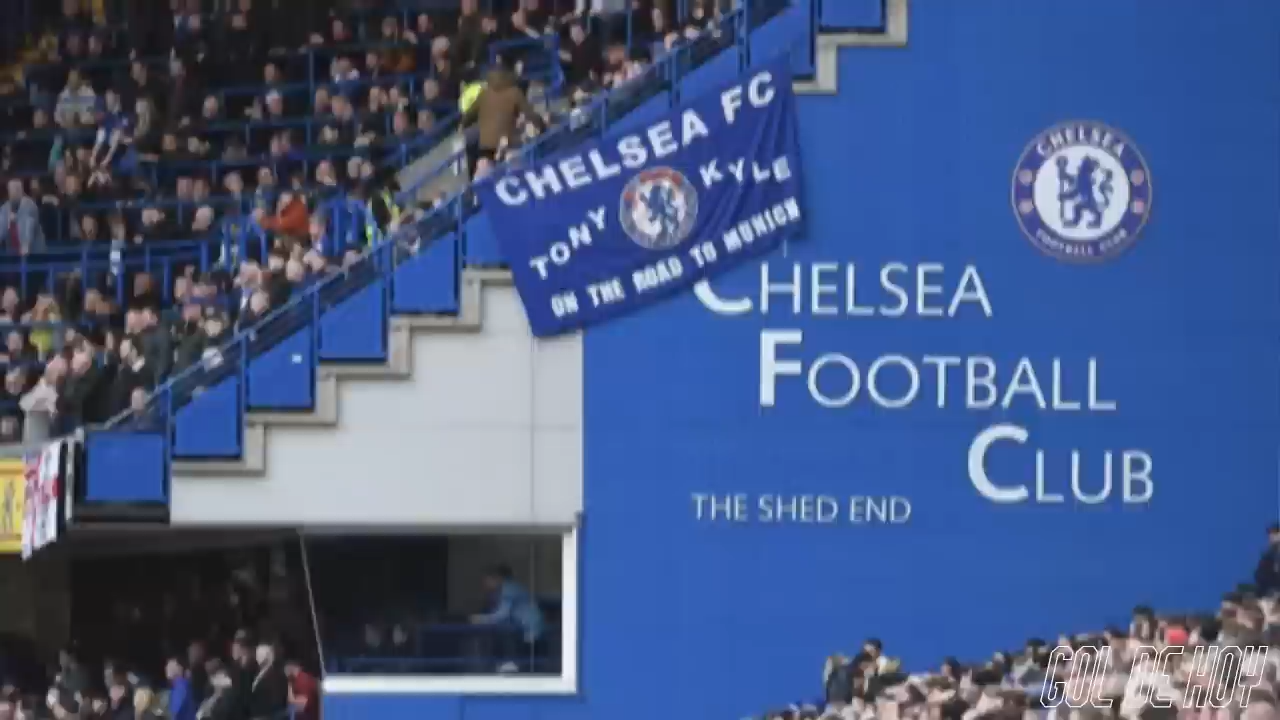 CHELSEA FC
TONY KYLE
ON THE ROAD TO MUNICH
CHELSEA
FOOTBALL CLUB
CHELSEA
FOOTBALL
CLUB
THE SHED END
GOL DE HOY